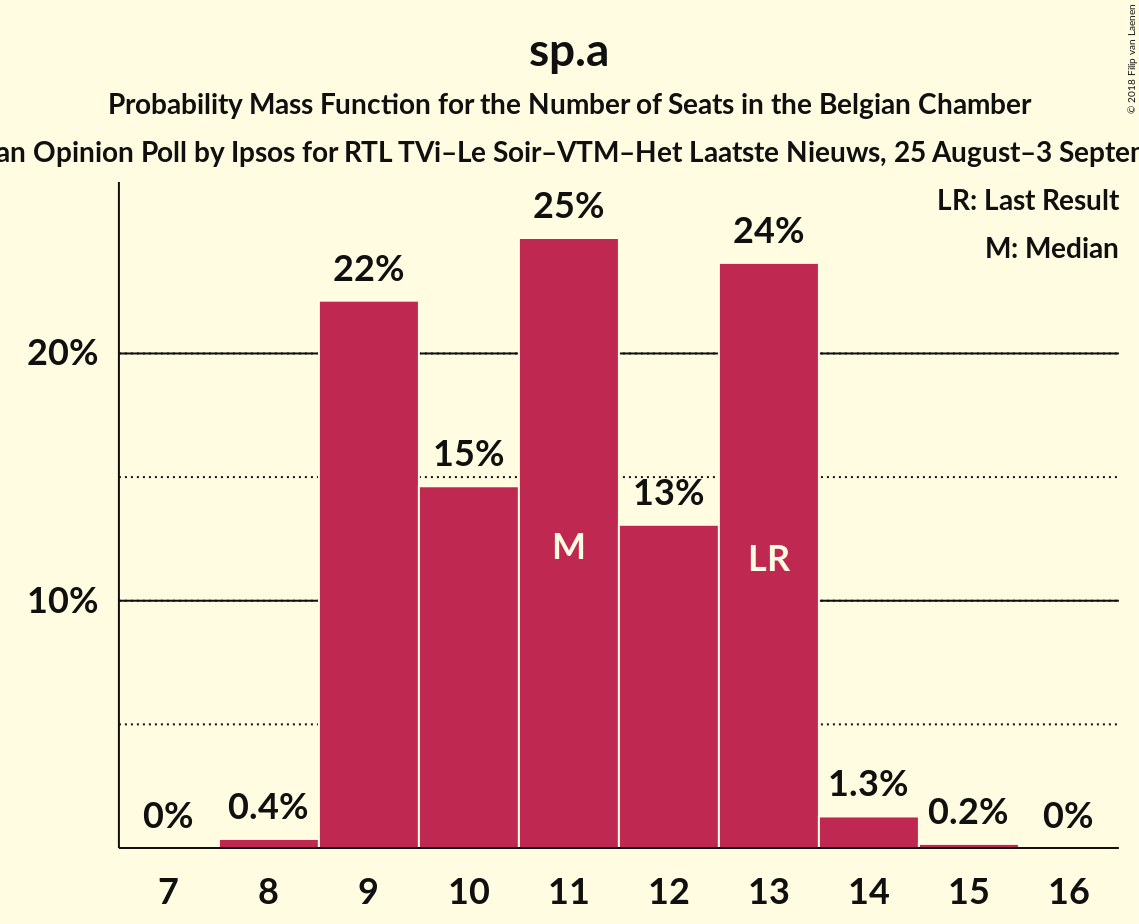 © 2018 Filip van Laenen
sp.a
Probability Mass Function for the Number of Seats in the Belgian Chamber
an Opinion Poll by Ipsos for RTL TVi–Le Soir–VTM–Het Laatste Nieuws, 25 August–3
LR: Last Result
M: Median
25%
24%
22%
20%
15%
13%
M
LR
10%
1.3%
0.4%
0.2%
0%
0%
7 8 9 10 11 12 13 14 15 16